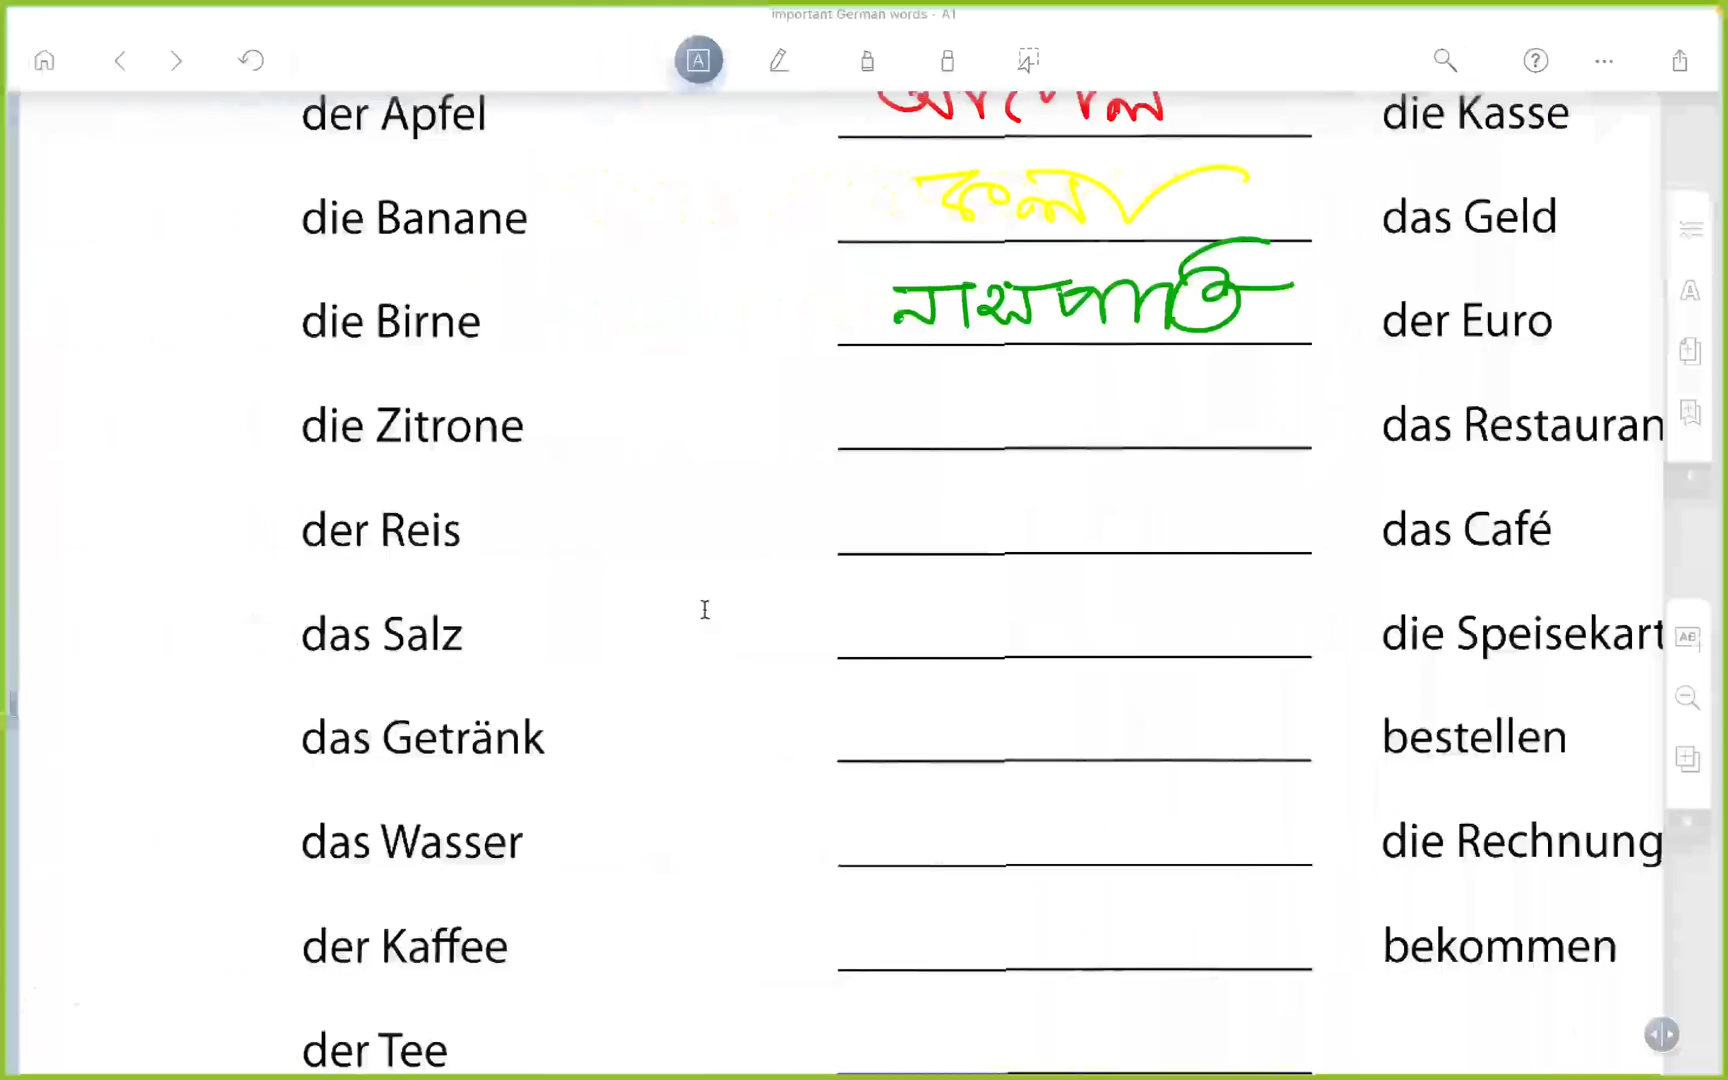 important German words - A1
der Apfel আপেল die Kasse
die Banane কলা das Geld
die Birne নাসপাতি der Euro
die Zitrone das Restauran
der Reis das Café
das Salz die Speisekart
das Getränk bestellen
das Wasser die Rechnung
der Kaffee bekommen
der Tee